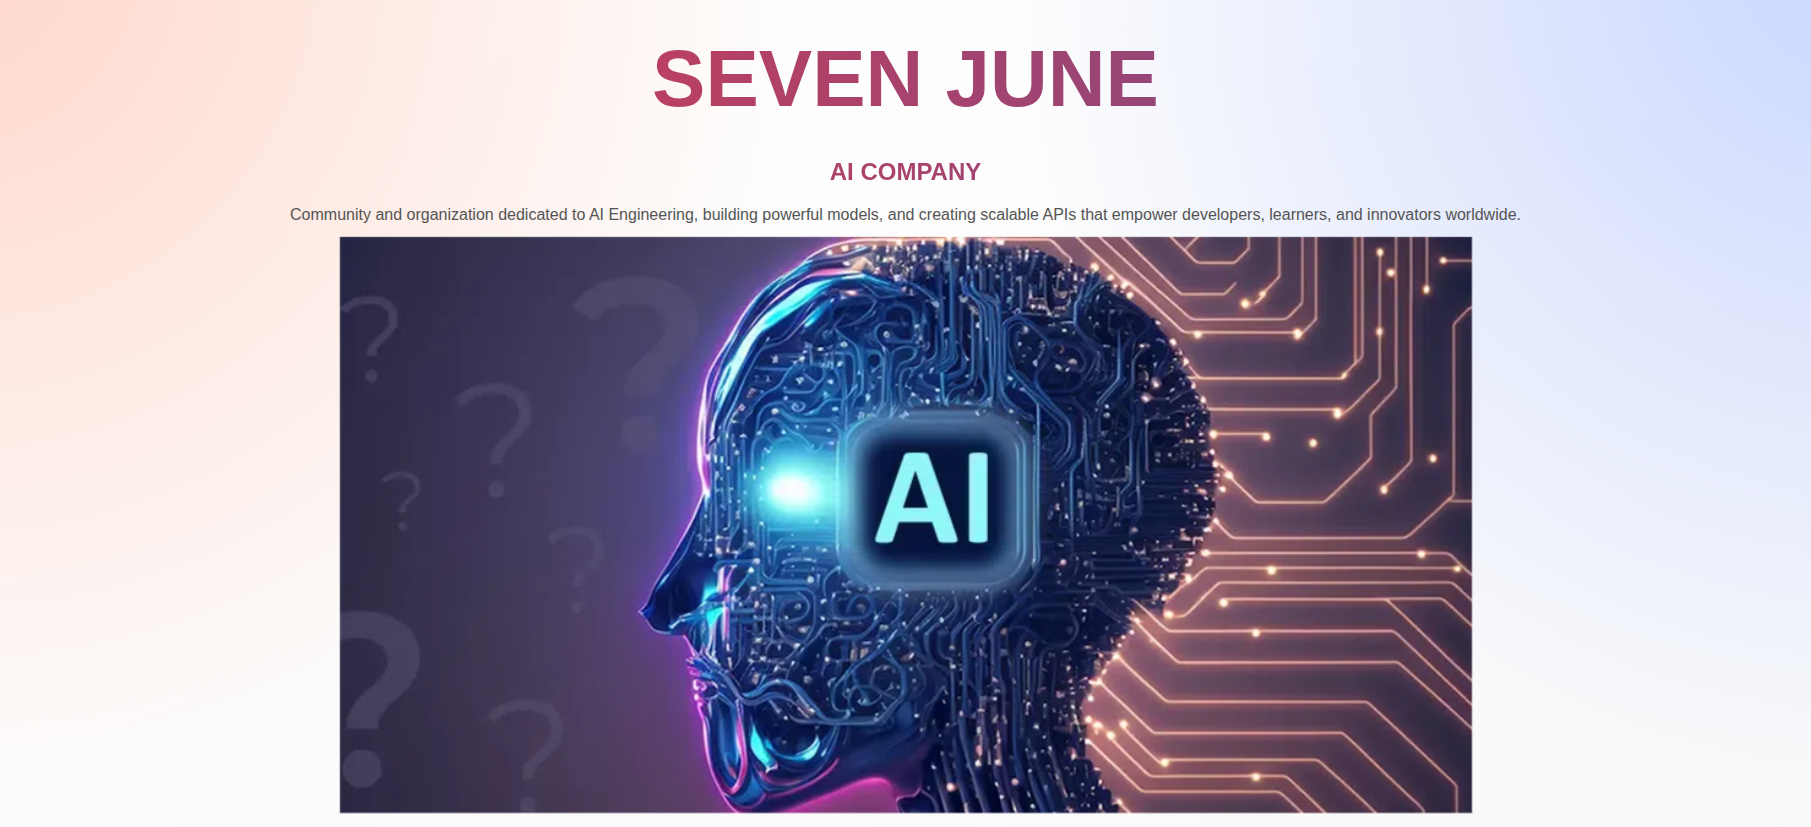 SEVEN JUNE
AI COMPANY
Community and organization dedicated to AI Engineering, building powerful models, and creating scalable APIs that empower developers, learners, and innovators worldwide.
? ? ? ? ? ? ?
AI